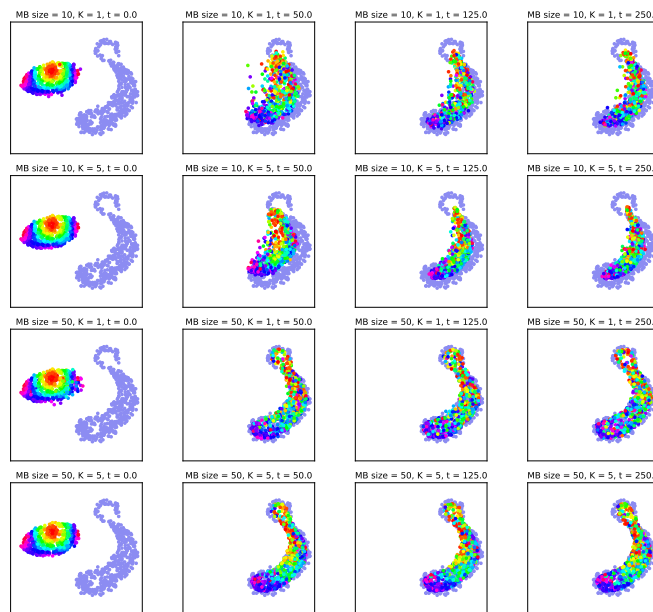 MB size = 10, K = 1, t = 0.0 MB size = 10, K = 1, t = 50.0 MB size = 10, K = 1, t = 125.0 MB size = 10, K = 1, t = 250.
MB size = 10, K = 5, t = 0.0 MB size = 10, K = 5, t = 50.0 MB size = 10, K = 5, t = 125.0 MB size = 10, K = 5, t = 250.
MB size = 50, K = 1, t = 0.0 MB size = 50, K = 1, t = 50.0 MB size = 50, K = 1, t = 125.0 MB size = 50, K = 1, t = 250.
MB size = 50, K = 5, t = 0.0 MB size = 50, K = 5, t = 50.0 MB size = 50, K = 5, t = 125.0 MB size = 50, K = 5, t = 250.